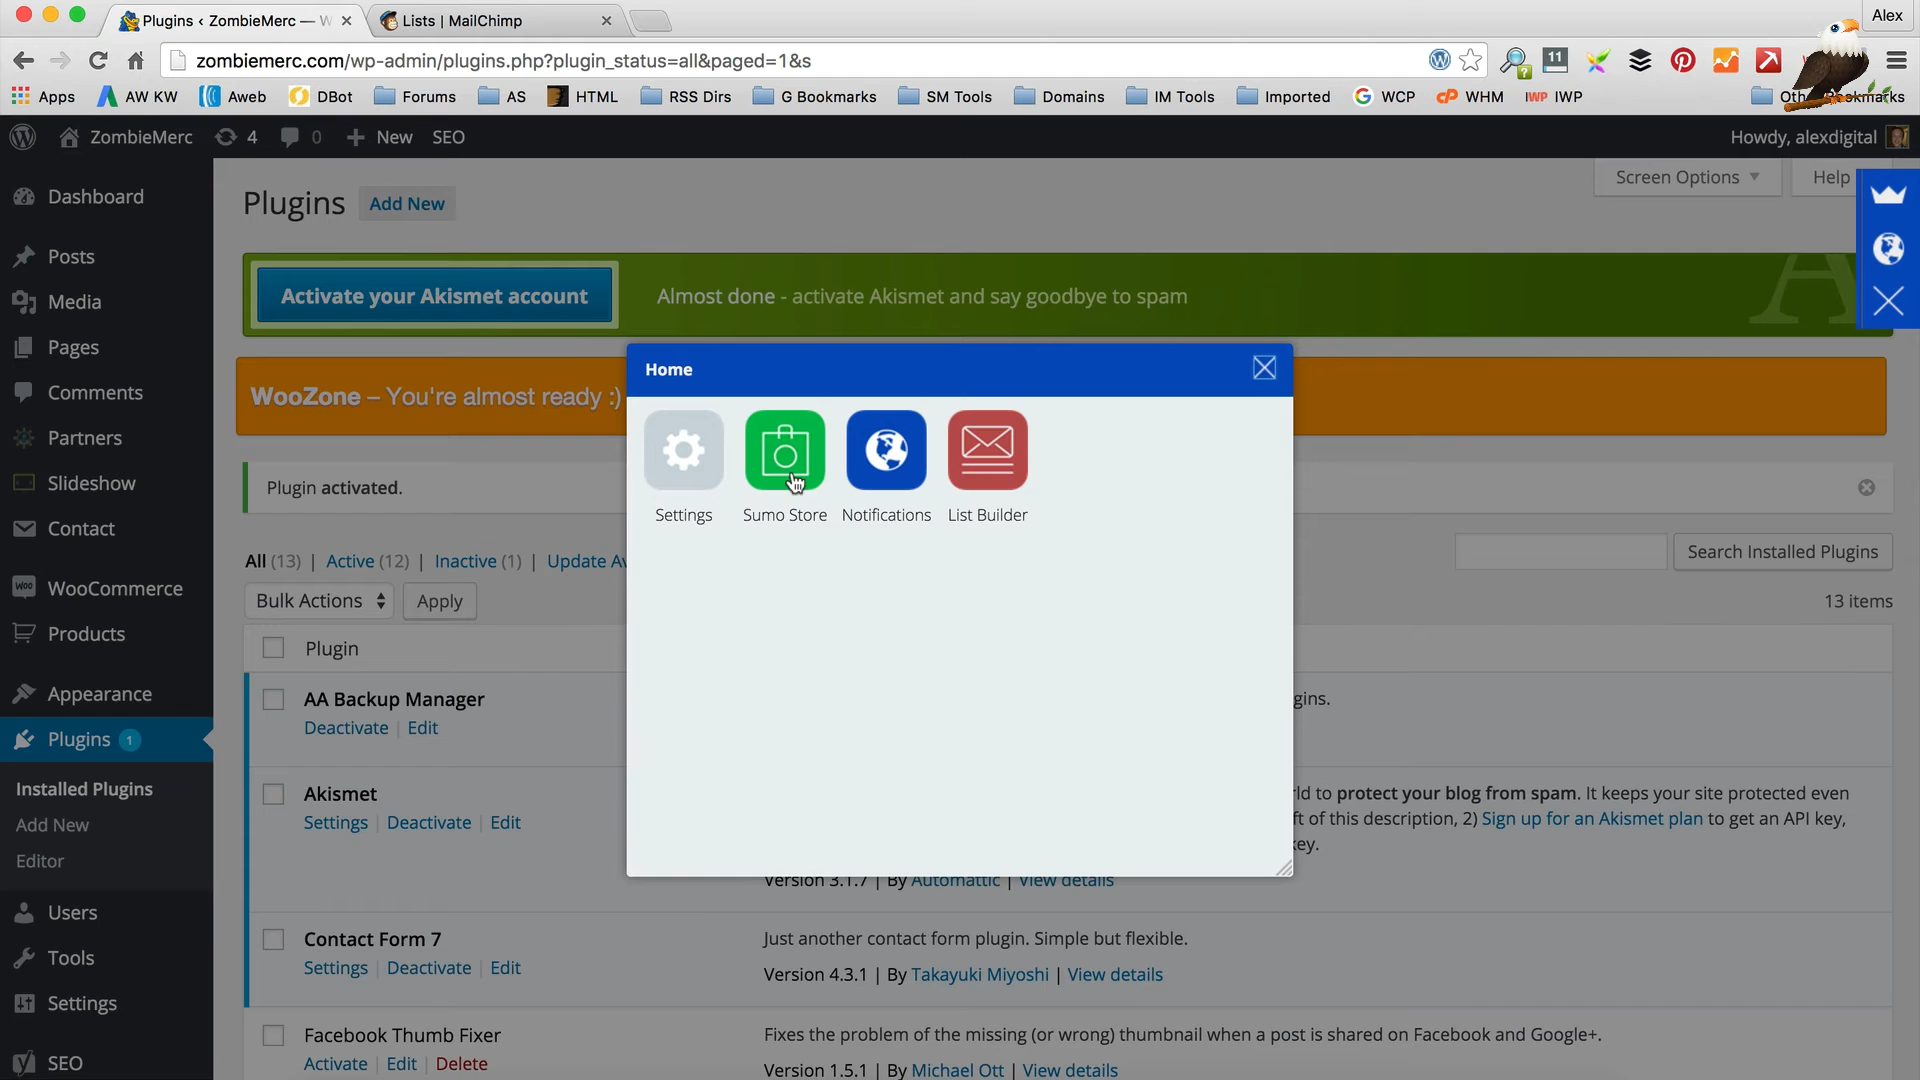 Plugins ‹ ZombieMerc — W
Lists | MailChimp
Alex
zombiemerc.com/wp-admin/plugins.php?plugin_status=all&paged=1&s
11
Apps AW KW Aweb DBot Forums AS HTML RSS Dirs G Bookmarks SM Tools Domains IM Tools Imported WCP WHM IWP IWP
cP
ZombieMerc 4 0 New SEO
Howdy, alexdigital
Dashboard
Posts
Media
Pages
Comments
Partners
Slideshow
Contact
WooCommerce
Products
Appearance
Plugins 1
Installed Plugins
Add New
Editor
Users
Tools
Settings
SEO
Plugins Add New
Screen Options Help
Activate your Akismet account
Almost done - activate Akismet and say goodbye to spam
A
WooZone – You're almost ready :)
Plugin activated.
All (13) | Active (12) | Inactive (1) | Update Av
Search Installed Plugins
Bulk Actions Apply
13 items
Plugin
AA Backup Manager
Deactivate | Edit
gins.
Akismet
Settings | Deactivate | Edit
ld to protect your blog from spam. It keeps your site protected even
ft of this description, 2) Sign up for an Akismet plan to get an API key,
key.
Version 3.1.7 | By Automattic | View details
Contact Form 7
Settings | Deactivate | Edit
Just another contact form plugin. Simple but flexible.
Version 4.3.1 | By Takayuki Miyoshi | View details
Facebook Thumb Fixer
Activate | Edit | Delete
Fixes the problem of the missing (or wrong) thumbnail when a post is shared on Facebook and Google+.
Version 1.5.1 | By Michael Ott | View details
Home
Settings Sumo Store Notifications List Builder